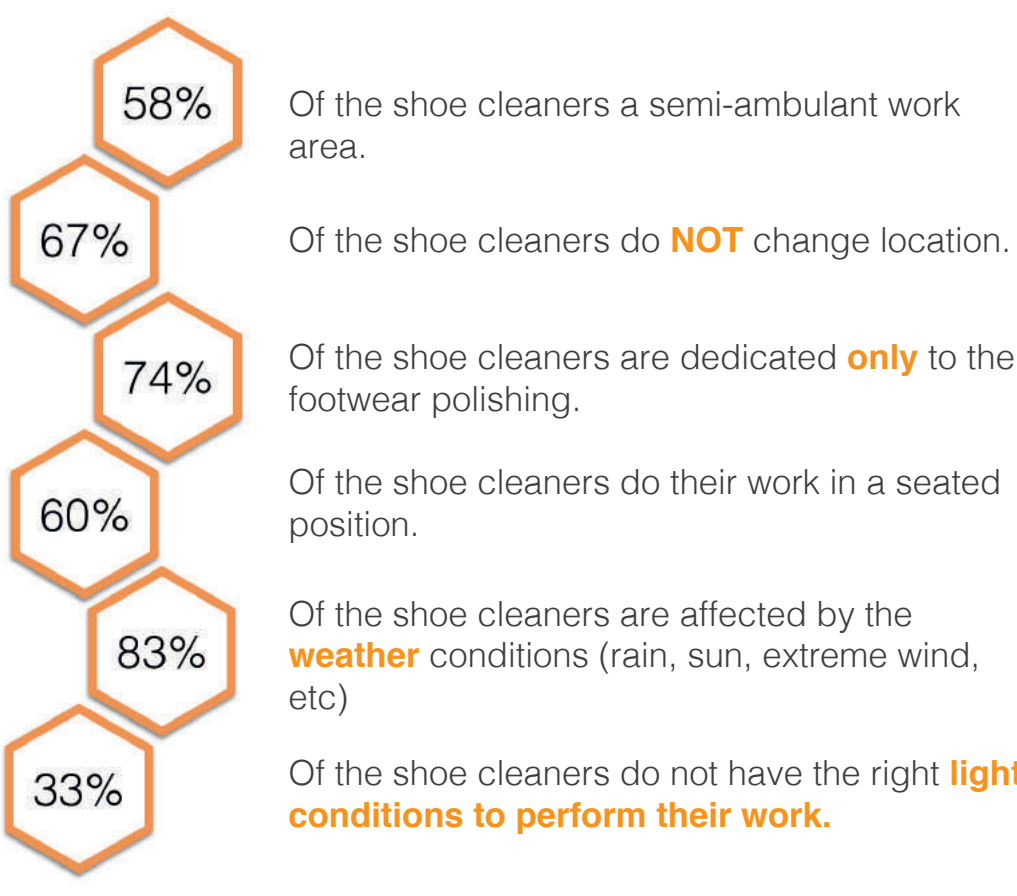 58%
Of the shoe cleaners a semi-ambulant work
area.
67%
Of the shoe cleaners do NOT change location.
74%
Of the shoe cleaners are dedicated only to the
footwear polishing.
60%
Of the shoe cleaners do their work in a seated
position.
83%
Of the shoe cleaners are affected by the
weather conditions (rain, sun, extreme wind,
etc)
33%
Of the shoe cleaners do not have the right light
conditions to perform their work.